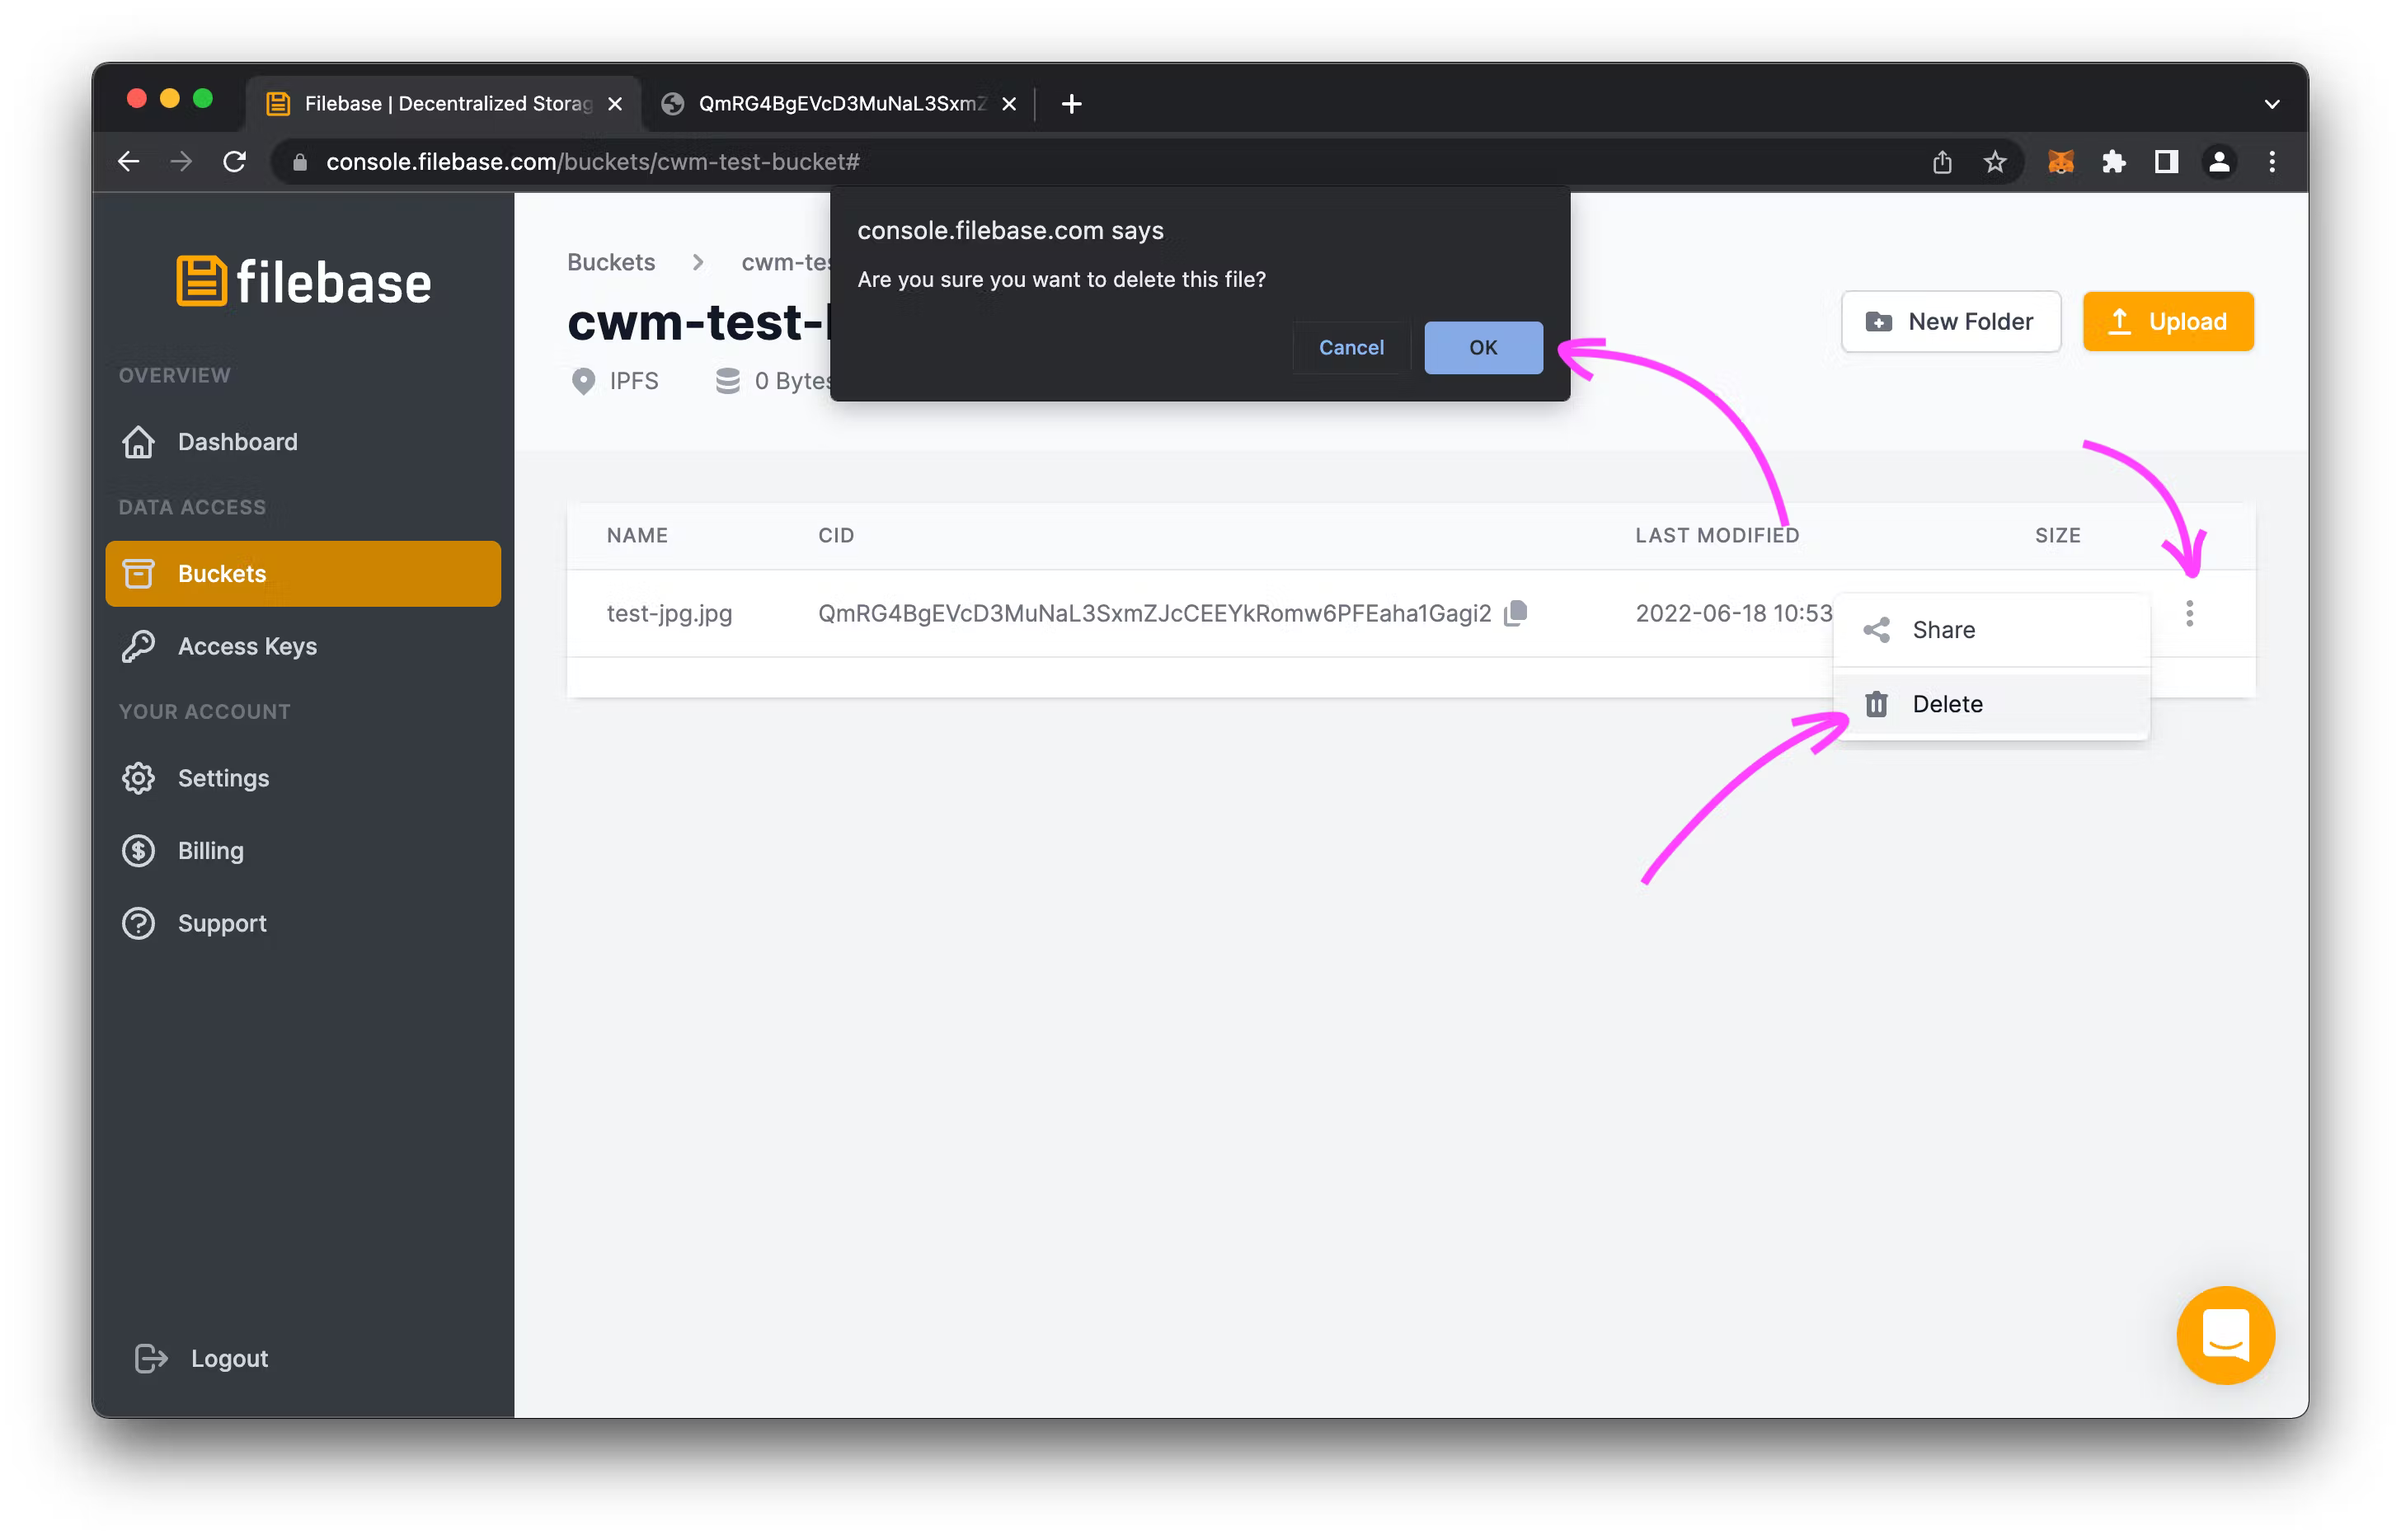 Filebase | Decentralized Storag
QmRG4BgEVcD3MuNaL3SxmZ
console.filebase.com/buckets/cwm-test-bucket#
console.filebase.com says
Are you sure you want to delete this file?
Cancel
OK
filebase
OVERVIEW
Dashboard
DATA ACCESS
Buckets
Access Keys
YOUR ACCOUNT
Settings
Billing
Support
Logout
Buckets
cwm-tes
cwm-test-
IPFS
0 Bytes
New Folder
Upload
NAME CID LAST MODIFIED SIZE
test-jpg.jpg QmRG4BgEVcD3MuNaL3SxmZJcCEEYkRomw6PFEaha1Gagi2 2022-06-18 10:53
Share
Delete